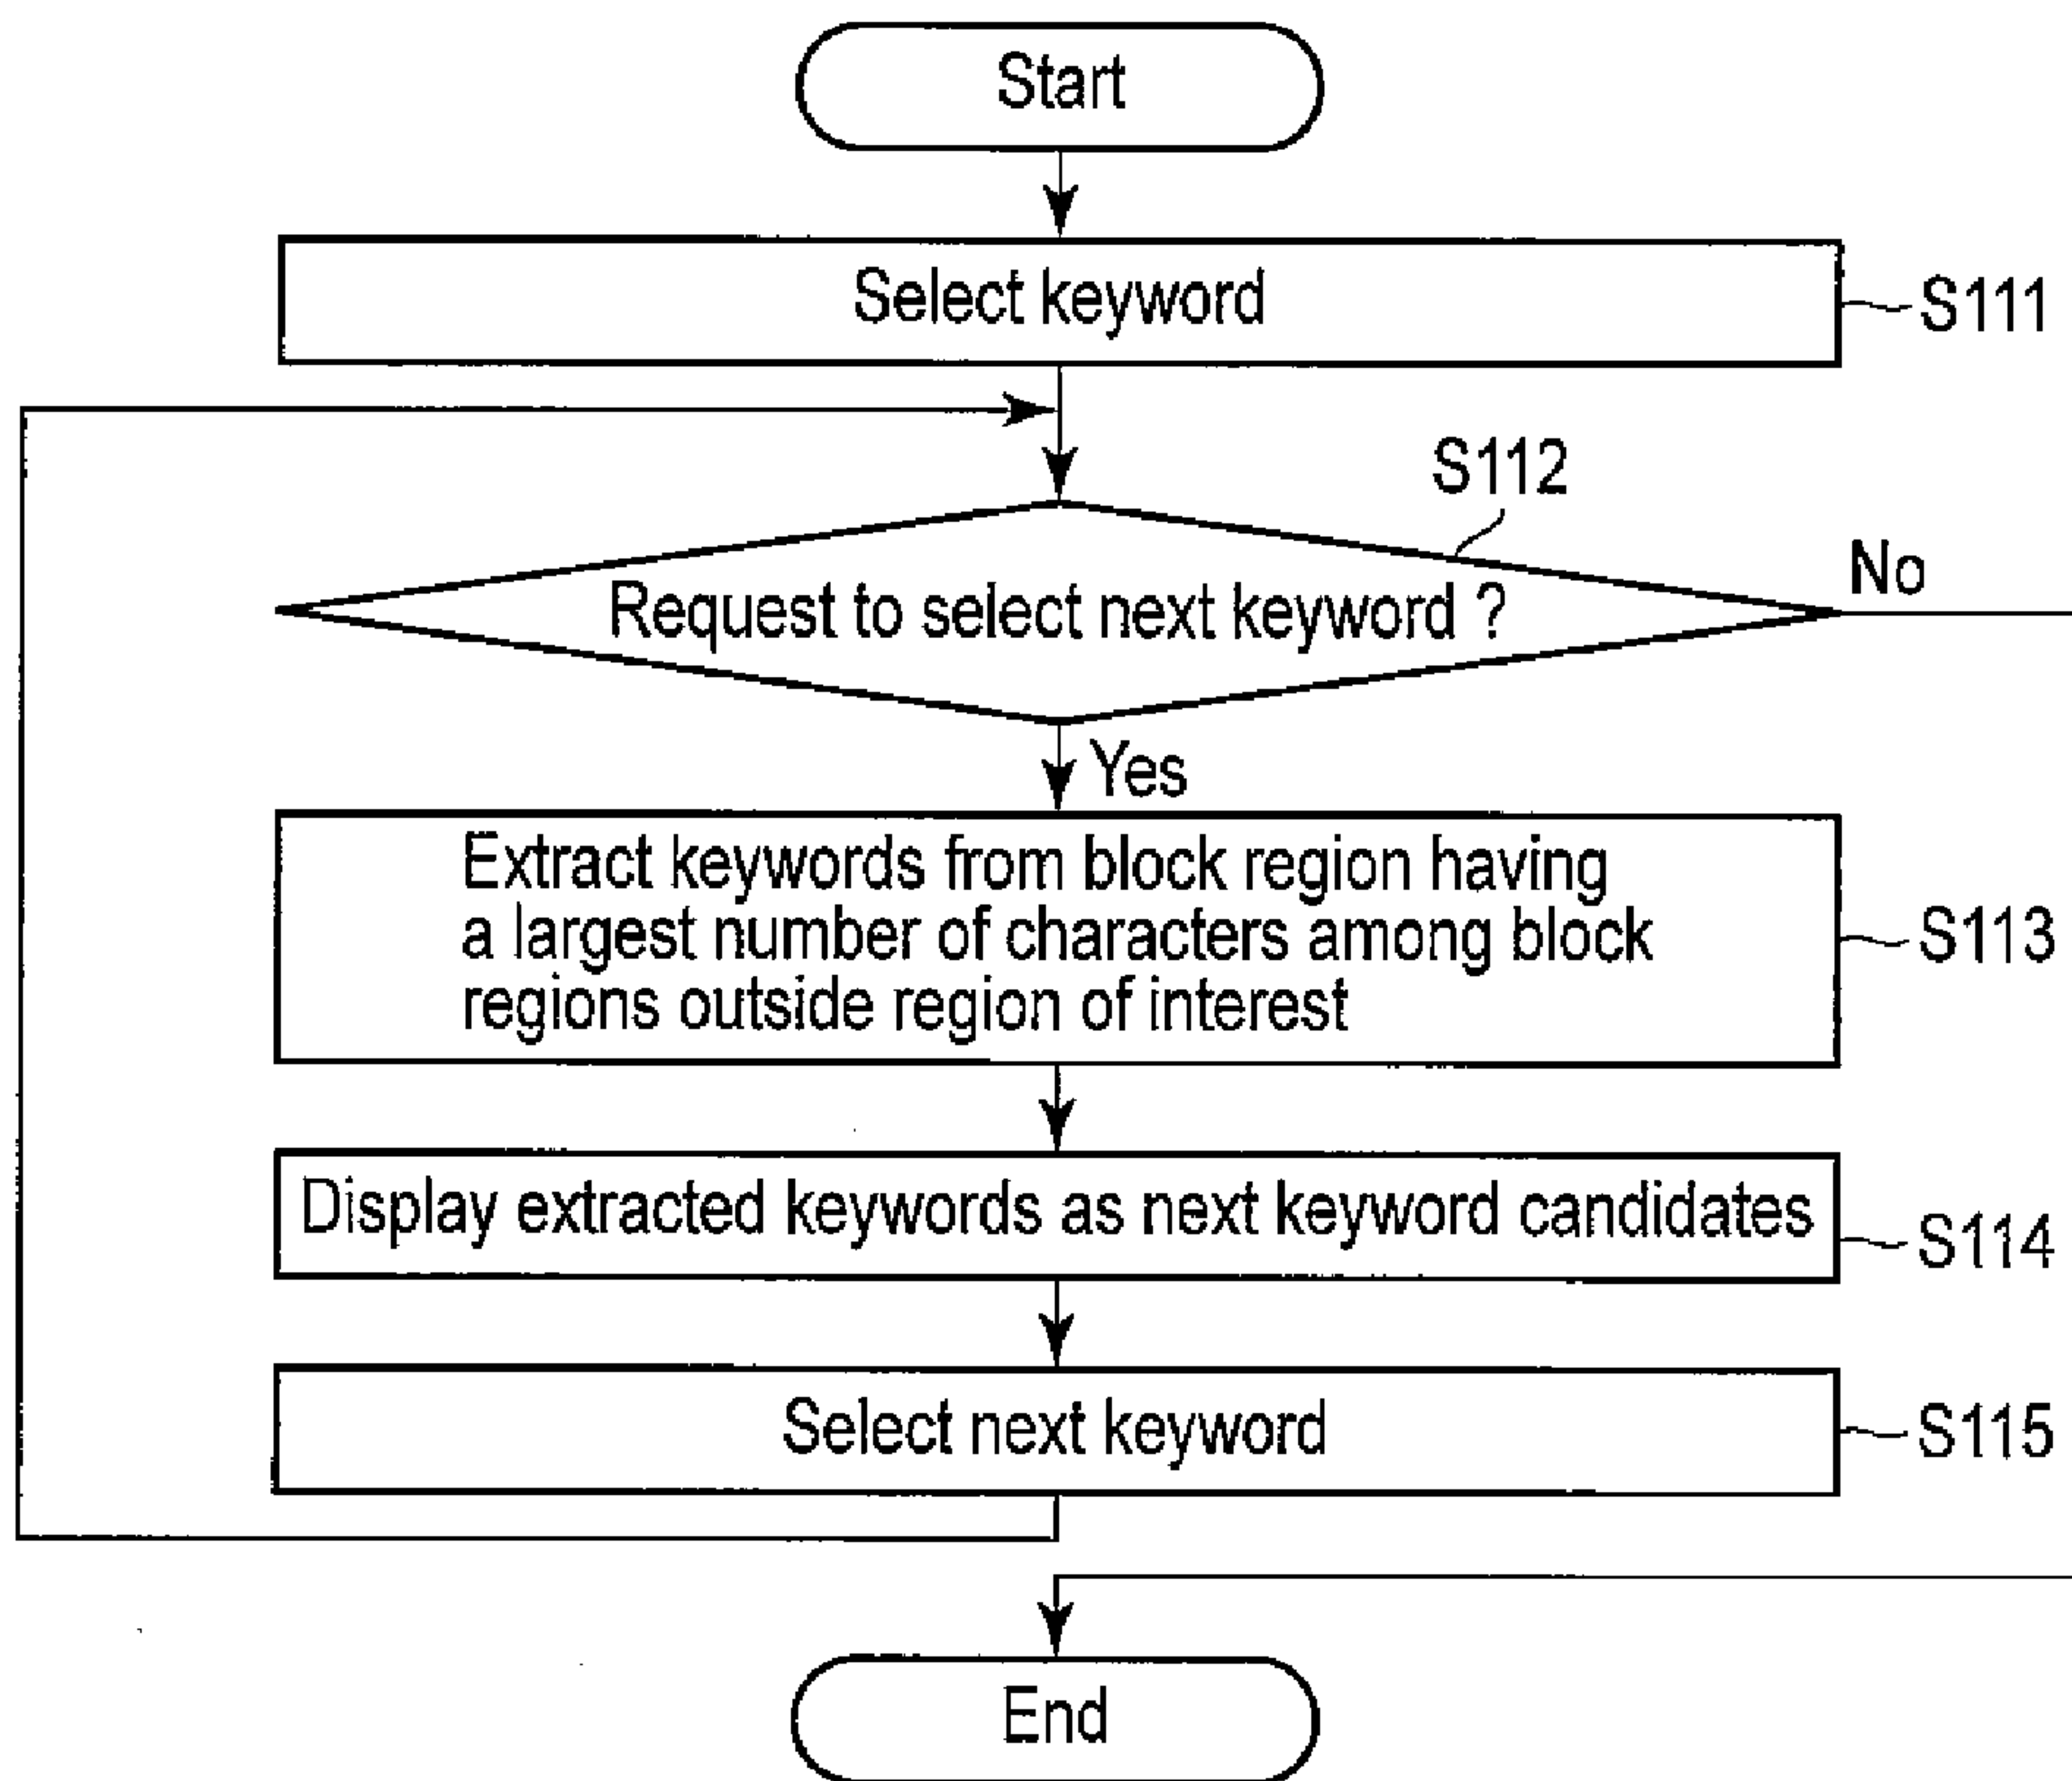 Start
Select keyword
S111
S112
Request to select next keyword ?
No
Yes
Extract keywords from block region having
a largest number of characters among block
regions outside region of interest
S113
Display extracted keywords as next keyword candidates
S114
Select next keyword
S115
End